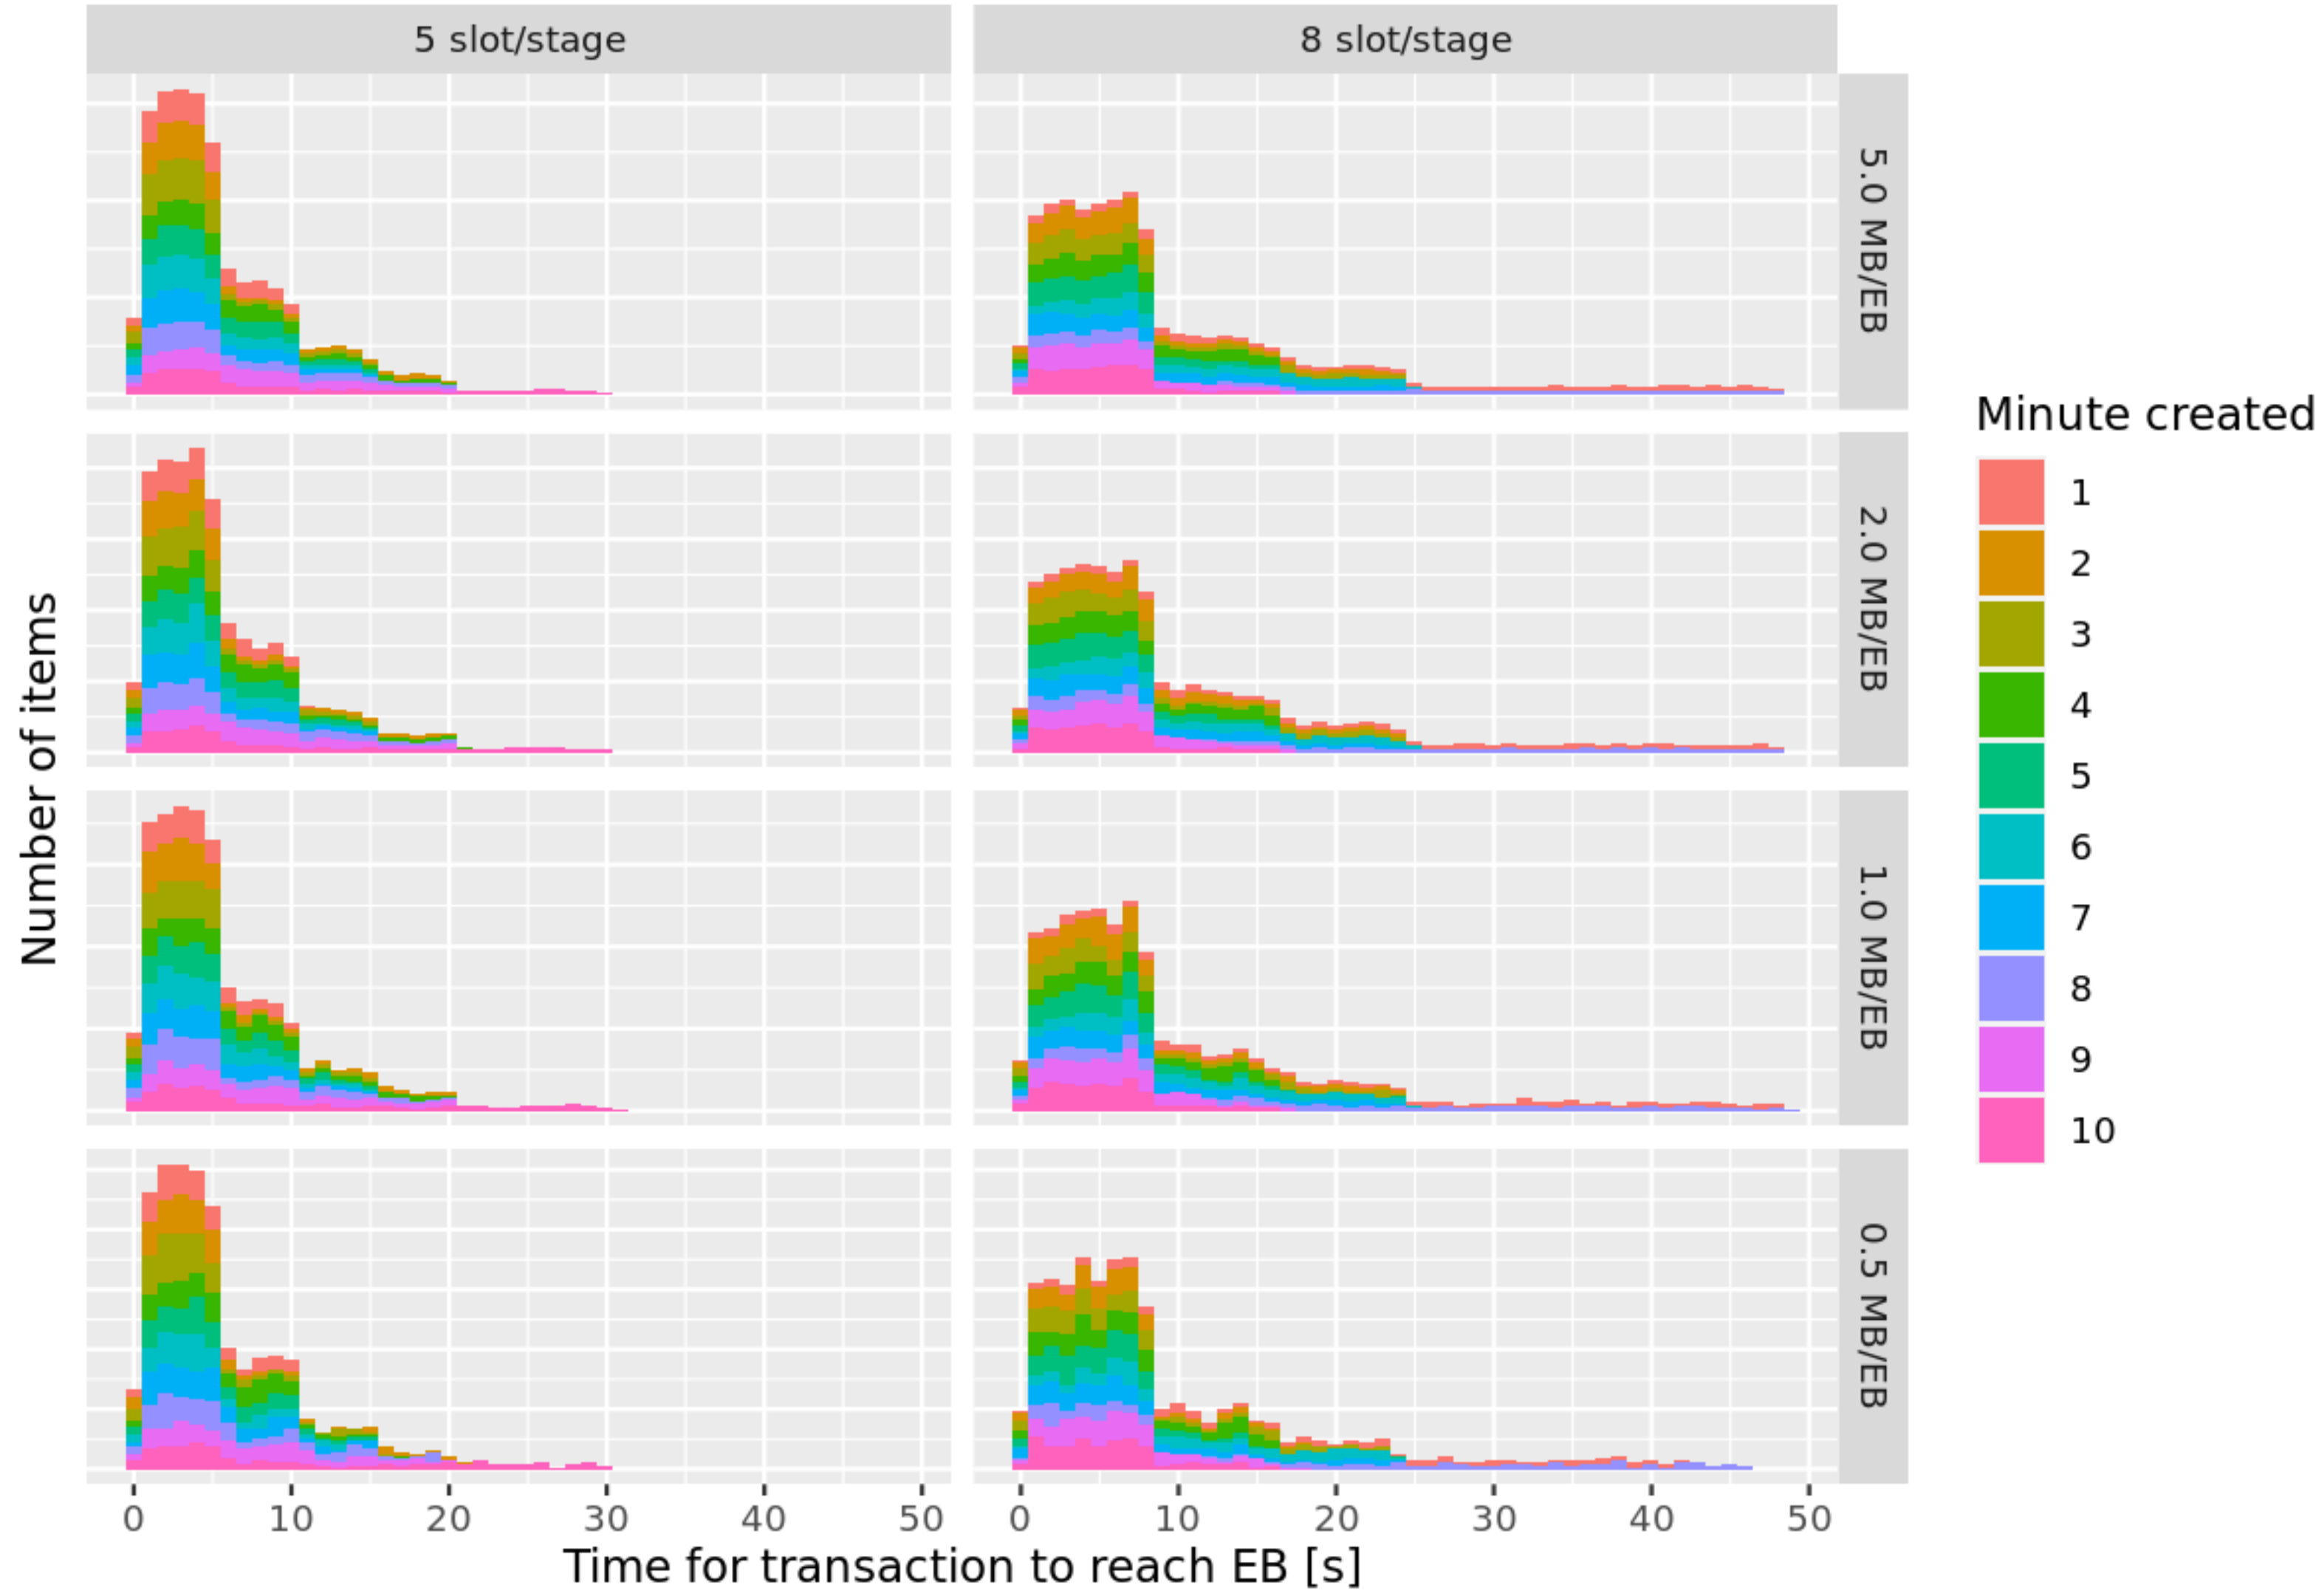 5 slot/stage
8 slot/stage
5.0 MB/EB
2.0 MB/EB
1.0 MB/EB
0.5 MB/EB
Number of items
0 10 20 30 40 50
0 10 20 30 40 50
Time for transaction to reach EB [s]
Minute created
1
2
3
4
5
6
7
8
9
10